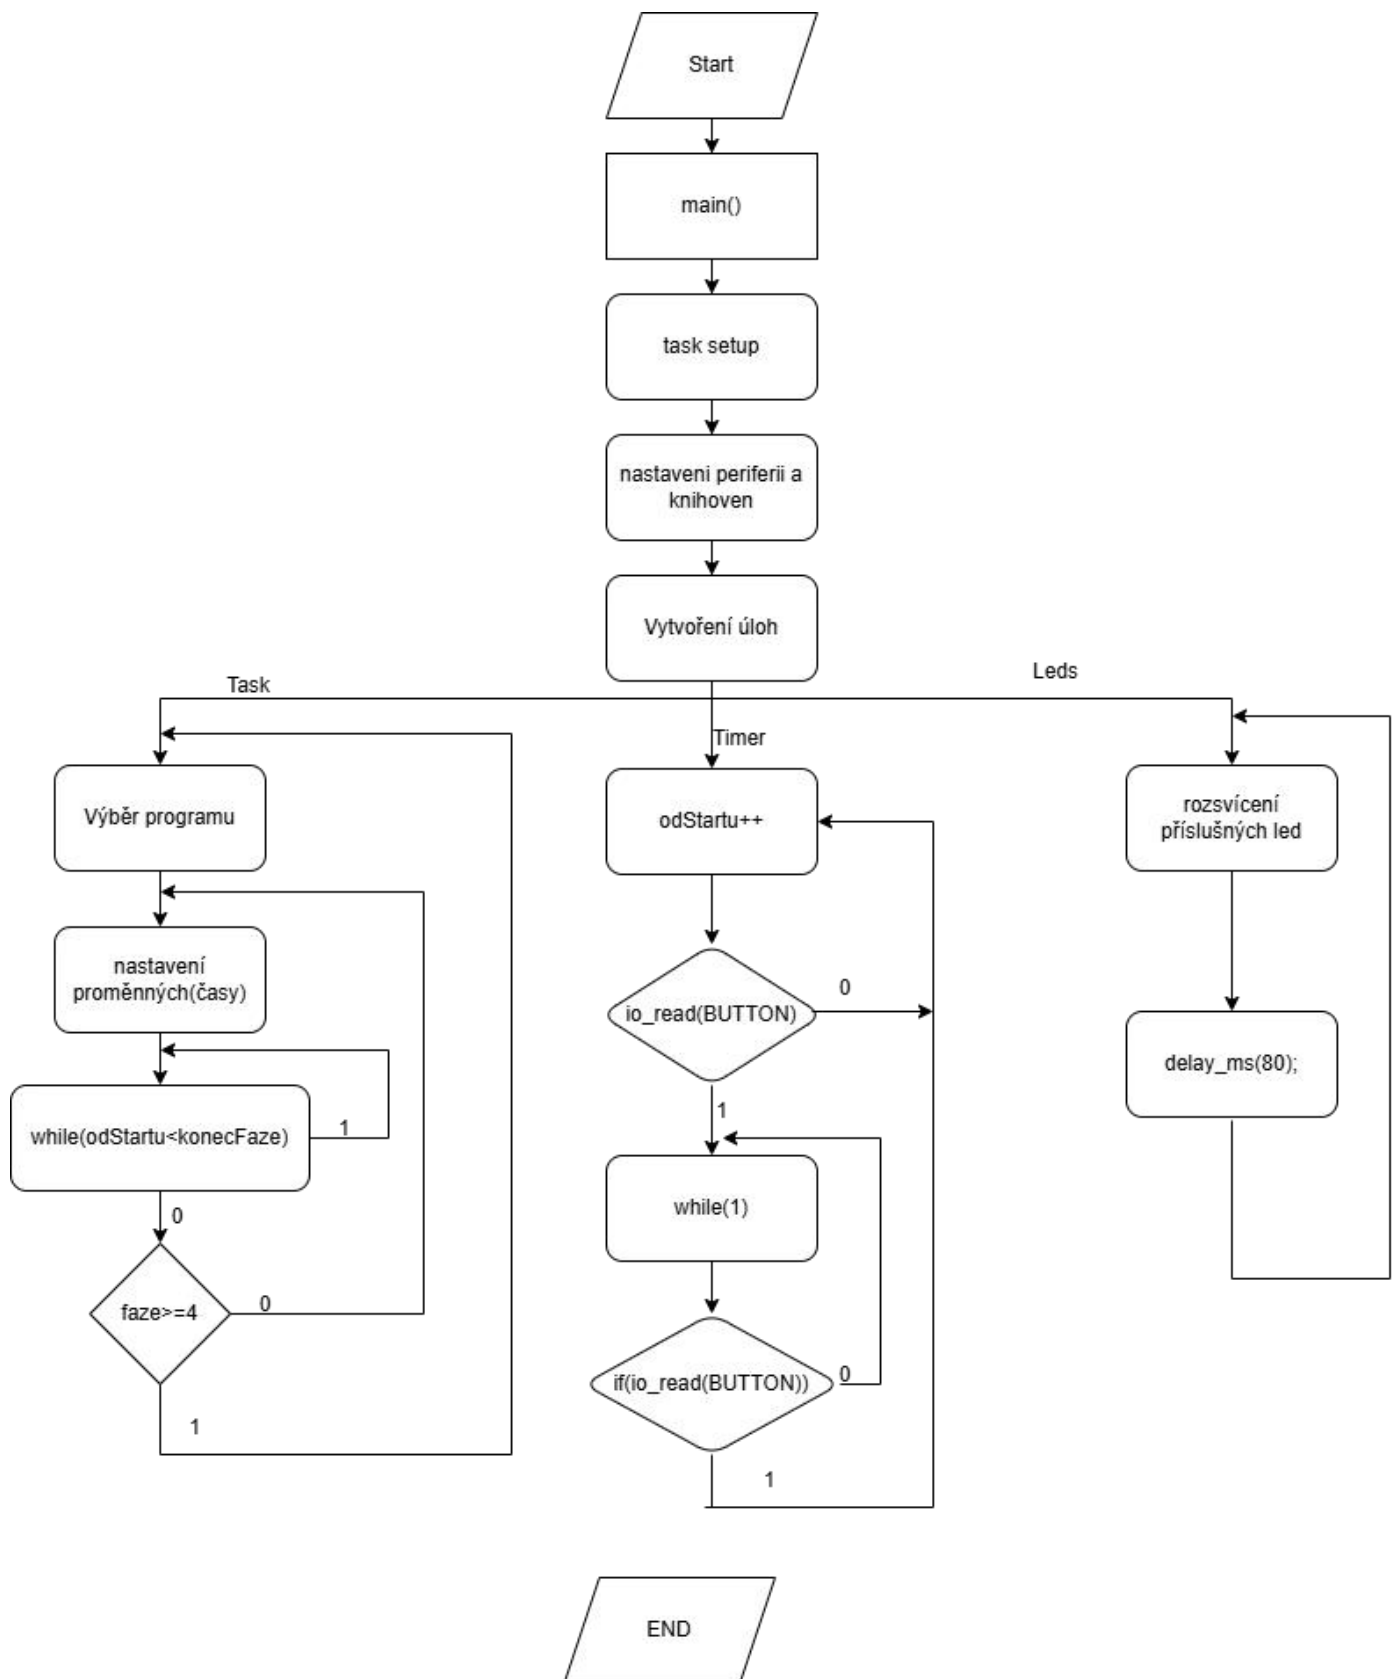 Start
main()
task setup
nastaveni periferii a
knihoven
Vytvoření úloh
Task
Leds
Timer
Výběr programu
odStartu++
rozsvícení
příslušných led
nastavení
proměnných(časy)
io_read(BUTTON)
0
delay_ms(80);
1
while(odStartu<konecFaze)
1
while(1)
0
faze>=4
0
if(io_read(BUTTON))
0
1
1
END